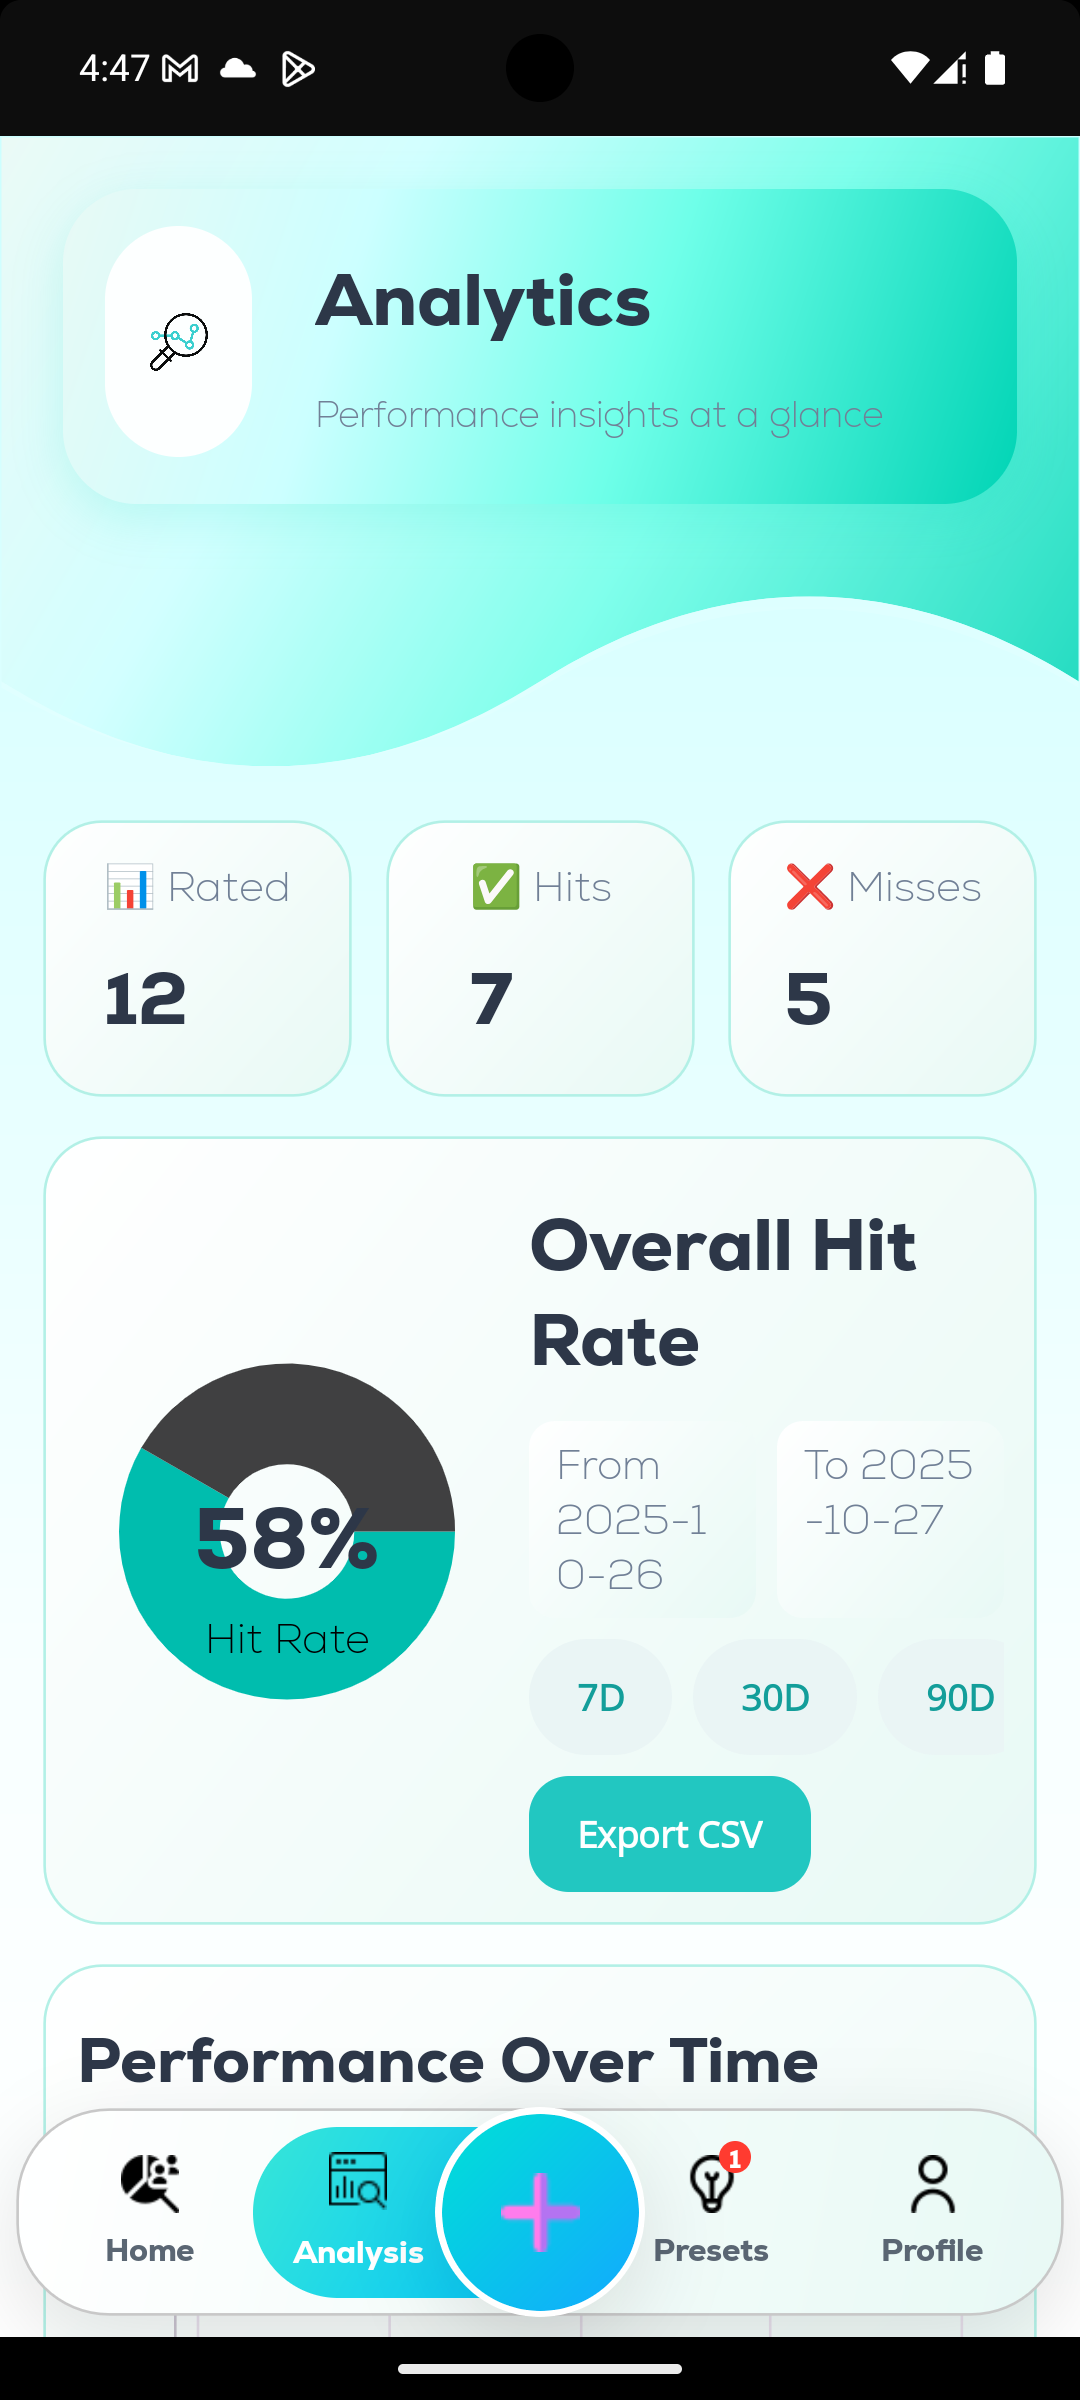 4:47
Analytics
Performance insights at a glance
Rated
Hits
Misses
12
7
5
Overall Hit
Rate
58%
Hit Rate
From
2025-1
0-26
To 2025
-10-27
7D
30D
90D
Export CSV
Performance Over Time
1
Home
Analysis
Presets
Profile